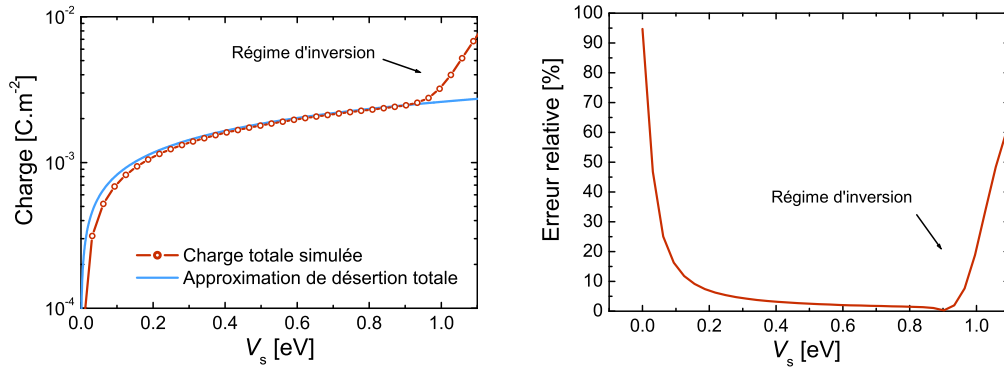 10⁻²
10⁻³
10⁻⁴
Charge [C.m⁻²]
Régime d'inversion
Charge totale simulée
Approximation de désertion totale
0.0 0.2 0.4 0.6 0.8 1.0
Vₛ [eV]
100
90
80
70
60
50
40
30
20
10
0
Erreur relative [%]
Régime d'inversion
0.0 0.2 0.4 0.6 0.8 1.0
Vₛ [eV]